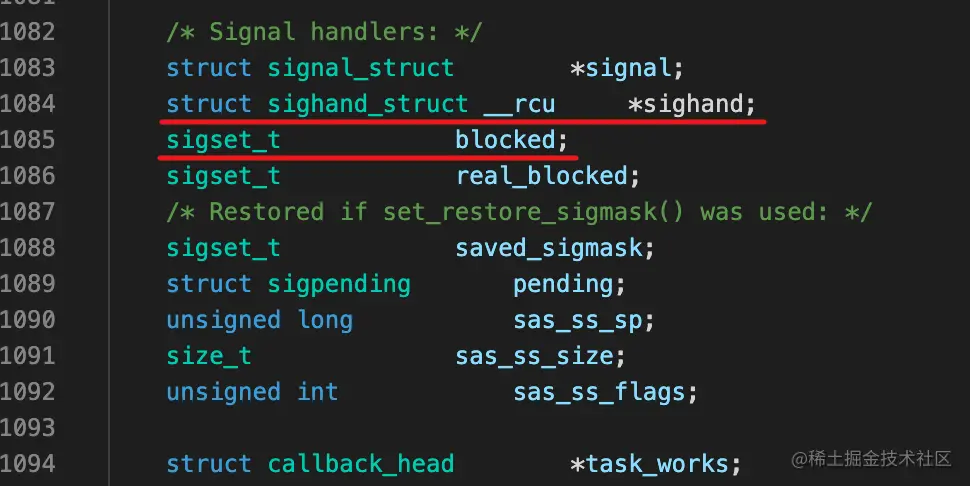 1082 /* Signal handlers: */
1083 struct signal_struct *signal;
1084 struct sighand_struct __rcu *sighand;
1085 sigset_t blocked;
1086 sigset_t real_blocked;
1087 /* Restored if set_restore_sigmask() was used: */
1088 sigset_t saved_sigmask;
1089 struct sigpending pending;
1090 unsigned long sas_ss_sp;
1091 size_t sas_ss_size;
1092 unsigned int sas_ss_flags;
1093
1094 struct callback_head *task_works;
@稀土掘金技术社区